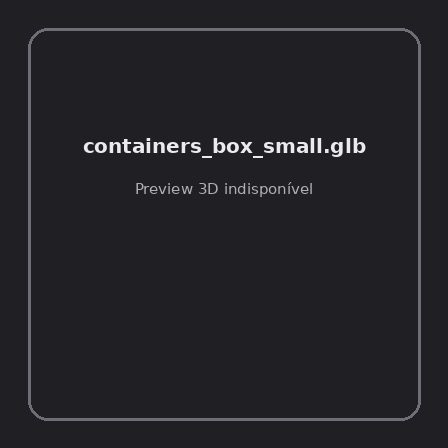 containers_box_small.glb
Preview 3D indisponível